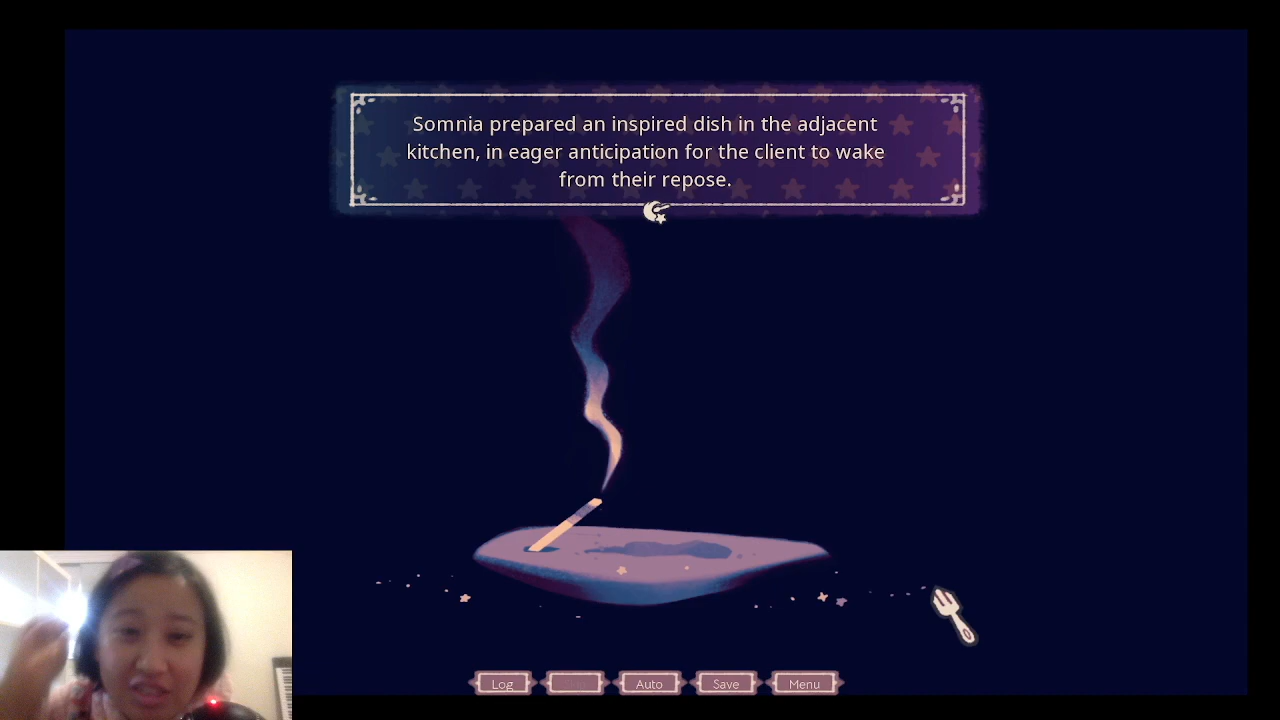 Somnia prepared an inspired dish in the adjacent
kitchen, in eager anticipation for the client to wake
from their repose.
Log
Auto
Save
Menu